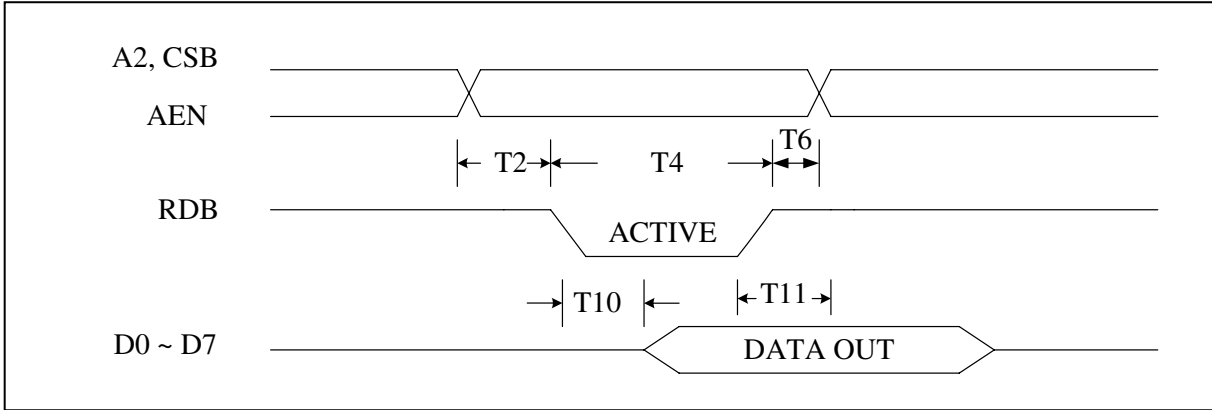 A2, CSB
AEN
T6
T2
T4
RDB
ACTIVE
T10
T11
D0 ~ D7
DATA OUT